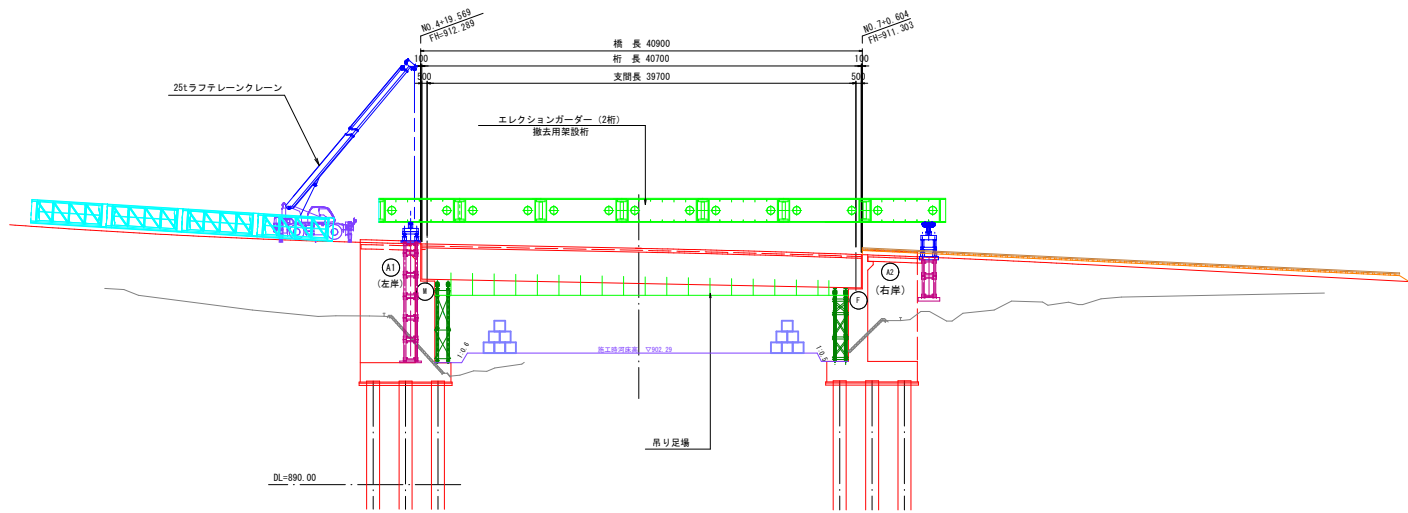 NO.4+19.569
FH=912.289
NO.7+0.604
FH=911.303
橋 長 40900
100
桁 長 40700
100
500
支間長 39700
500
25tラフテレーンクレーン
エレクションガーダー (2桁)
撤去用架設桁
A1
(左岸)
M
A2
(右岸)
F
1:0.6
施工時河床高 ▽902.29
吊り足場
DL=890.00